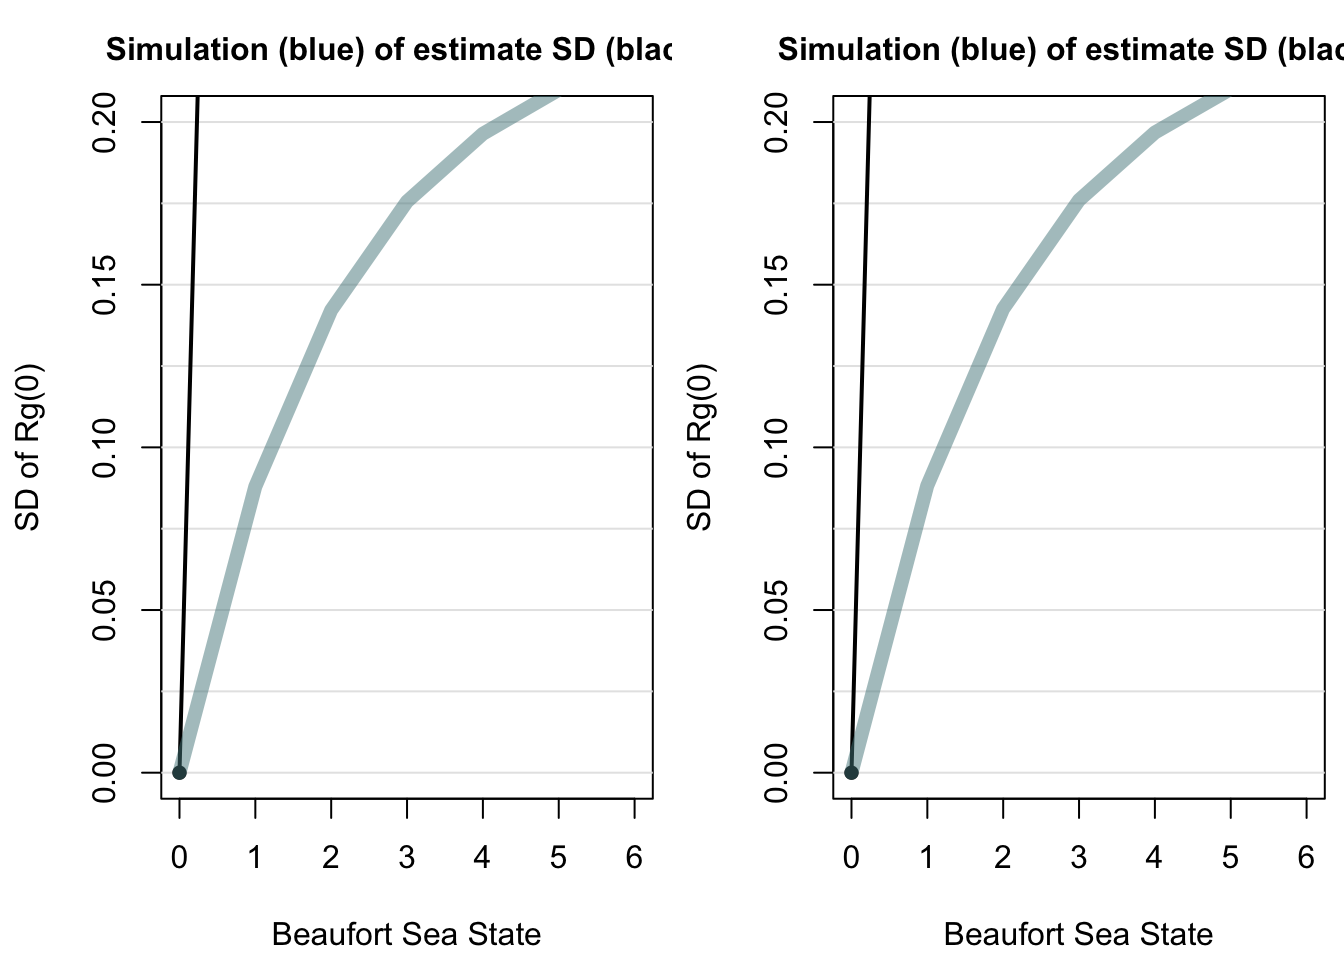 Simulation (blue) of estimate SD (blac
SD of Rg(0)
0.20
0.15
0.10
0.05
0.00
0 1 2 3 4 5 6
Beaufort Sea State
Simulation (blue) of estimate SD (blac
SD of Rg(0)
0.20
0.15
0.10
0.05
0.00
0 1 2 3 4 5 6
Beaufort Sea State